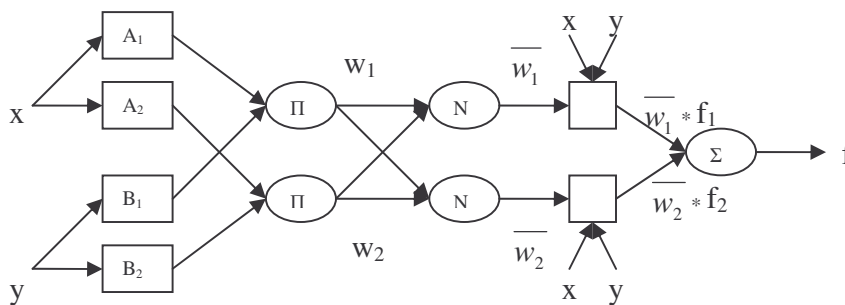 x y
A₁
w₁
w̅₁
A₂
x
Π
N
w̅₁ * f₁
Σ
B₁
Π
N
w̅₂ * f₂
B₂
w₂
w̅₂
y
x y